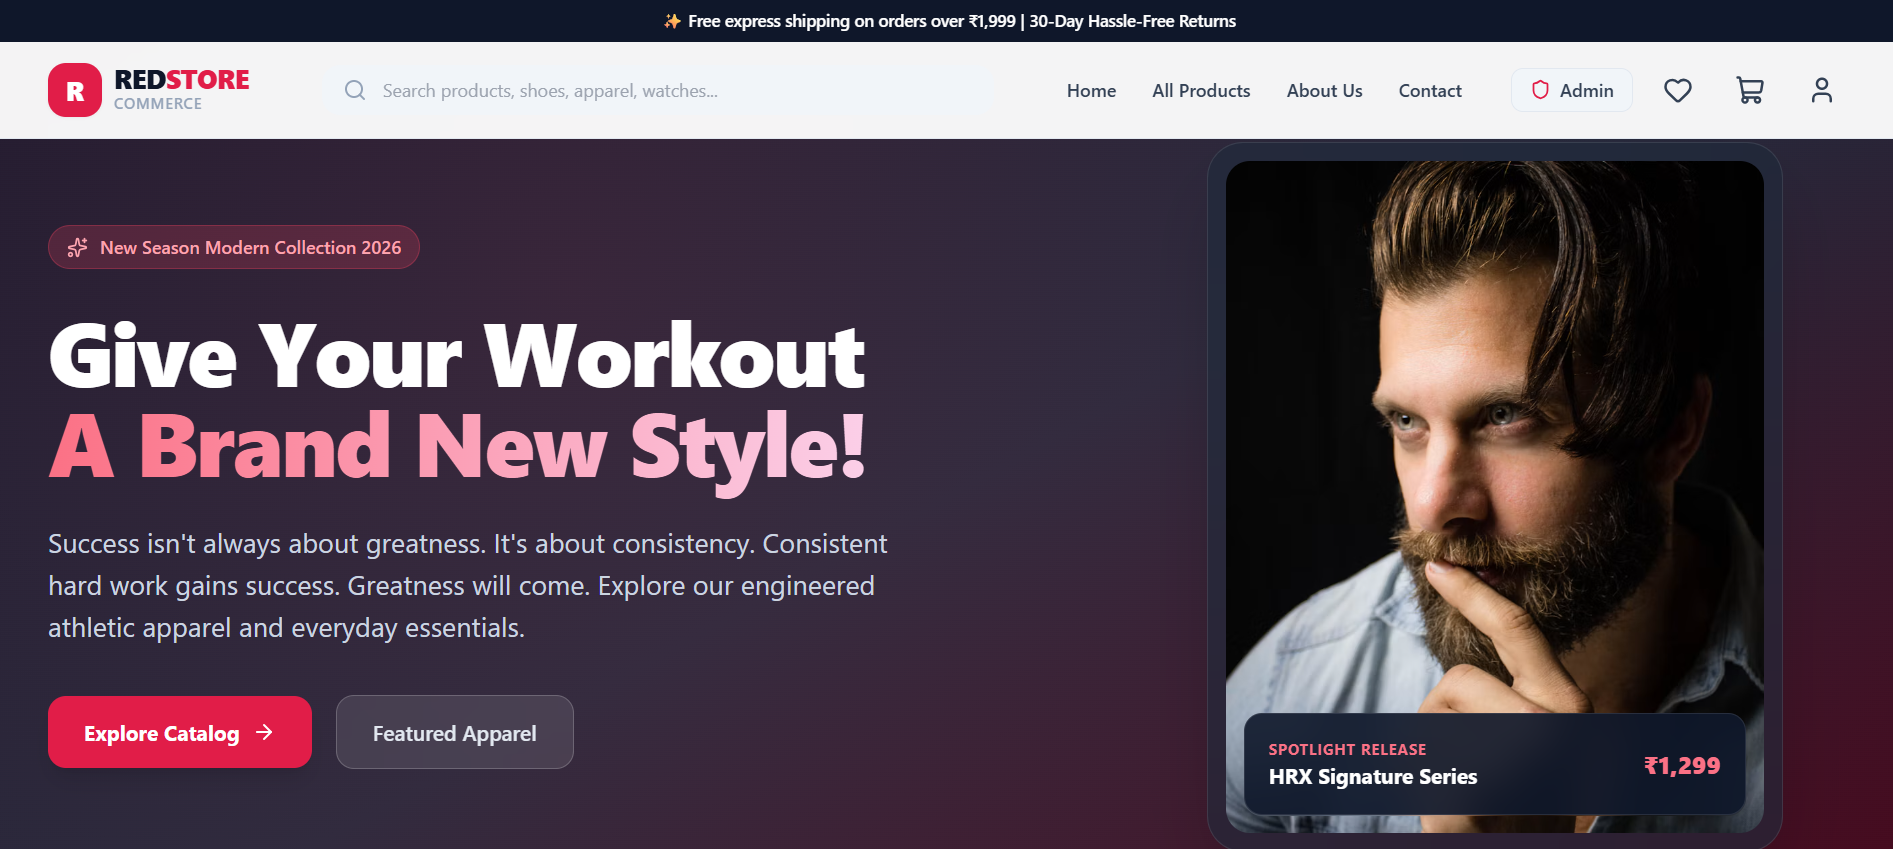 ✨ Free express shipping on orders over ₹1,999 | 30-Day Hassle-Free Returns
R
REDSTORE
COMMERCE
Search products, shoes, apparel, watches...
Home
All Products
About Us
Contact
Admin
New Season Modern Collection 2026
Give Your Workout
A Brand New Style!
Success isn't always about greatness. It's about consistency. Consistent
hard work gains success. Greatness will come. Explore our engineered
athletic apparel and everyday essentials.
Explore Catalog →
Featured Apparel
SPOTLIGHT RELEASE
HRX Signature Series
₹1,299